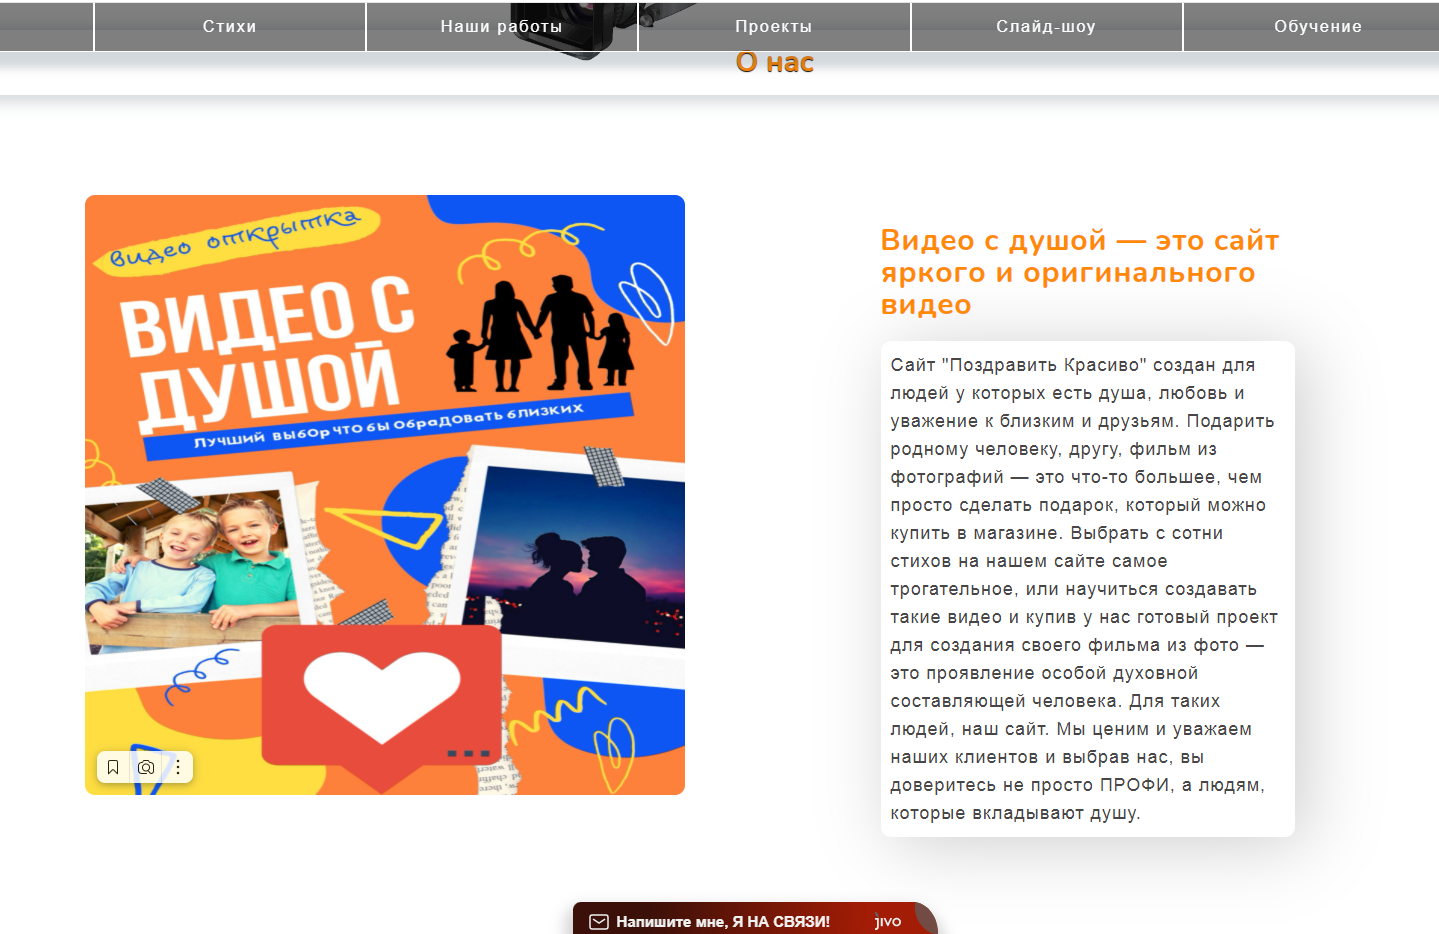 Стихи
Наши работы
Проекты
Слайд-шоу
Обучение
О нас
видео открытка
ВИДЕО С
ДУШОЙ
Лучший выбор что бы обрадовать близких
Видео с душой — это сайт
яркого и оригинального
видео
Сайт "Поздравить Красиво" создан для
людей у которых есть душа, любовь и
уважение к близким и друзьям. Подарить
родному человеку, другу, фильм из
фотографий — это что-то большее, чем
просто сделать подарок, который можно
купить в магазине. Выбрать с сотни
стихов на нашем сайте самое
трогательное, или научиться создавать
такие видео и купив у нас готовый проект
для создания своего фильма из фото —
это проявление особой духовной
составляющей человека. Для таких
людей, наш сайт. Мы ценим и уважаем
наших клиентов и выбрав нас, вы
доверитесь не просто ПРОФИ, а людям,
которые вкладывают душу.
Напишите мне, Я НА СВЯЗИ!
jivo